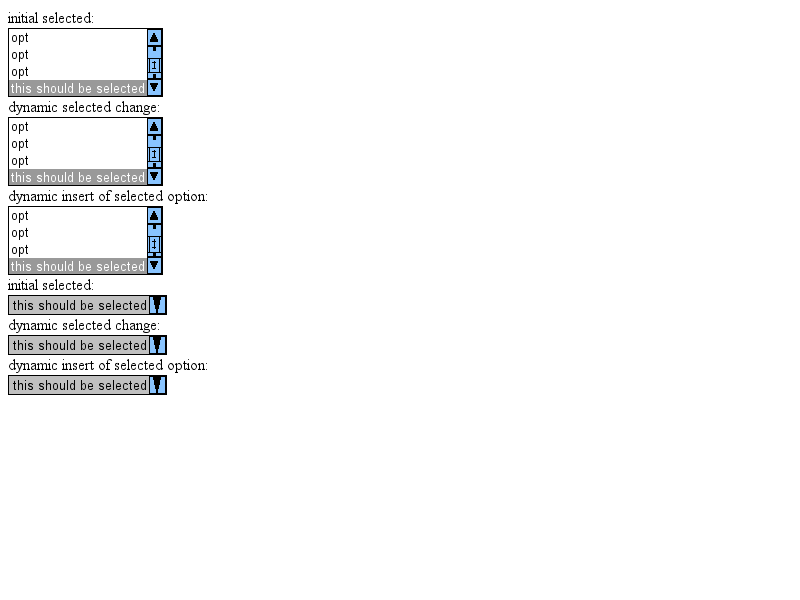 initial selected:
opt
opt
opt
this should be selected
dynamic selected change:
opt
opt
opt
this should be selected
dynamic insert of selected option:
opt
opt
opt
this should be selected
initial selected:
this should be selected
dynamic selected change:
this should be selected
dynamic insert of selected option:
this should be selected